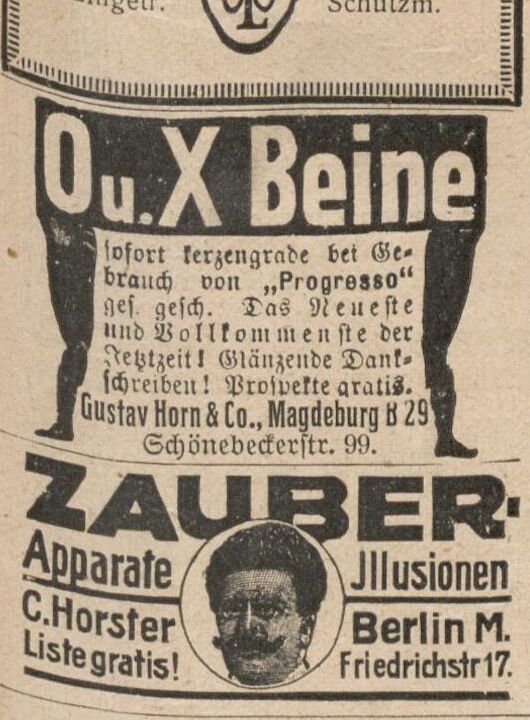 Schutzm.
O u. X Beine
sofort kerzengrade bei Ge-
brauch von „Progresso“
ges. gesch. Das Neueste
und Vollkommenste der
Jetztzeit! Glänzende Dank-
schreiben! Prospekte gratis.
Gustav Horn & Co., Magdeburg B 29
Schönebeckerstr. 99.
ZAUBER-
Apparate Jllusionen
C. Horster Berlin M.
Liste gratis! Friedrichstr 17.